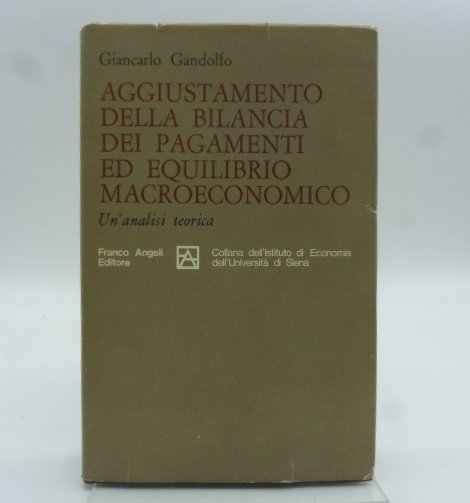 Giancarlo Gandolfo
AGGIUSTAMENTO
DELLA BILANCIA
DEI PAGAMENTI
ED EQUILIBRIO
MACROECONOMICO
Un'analisi teorica
Franco Angeli
Editore
Collana dell'Istituto di Economia
dell'Università di Siena